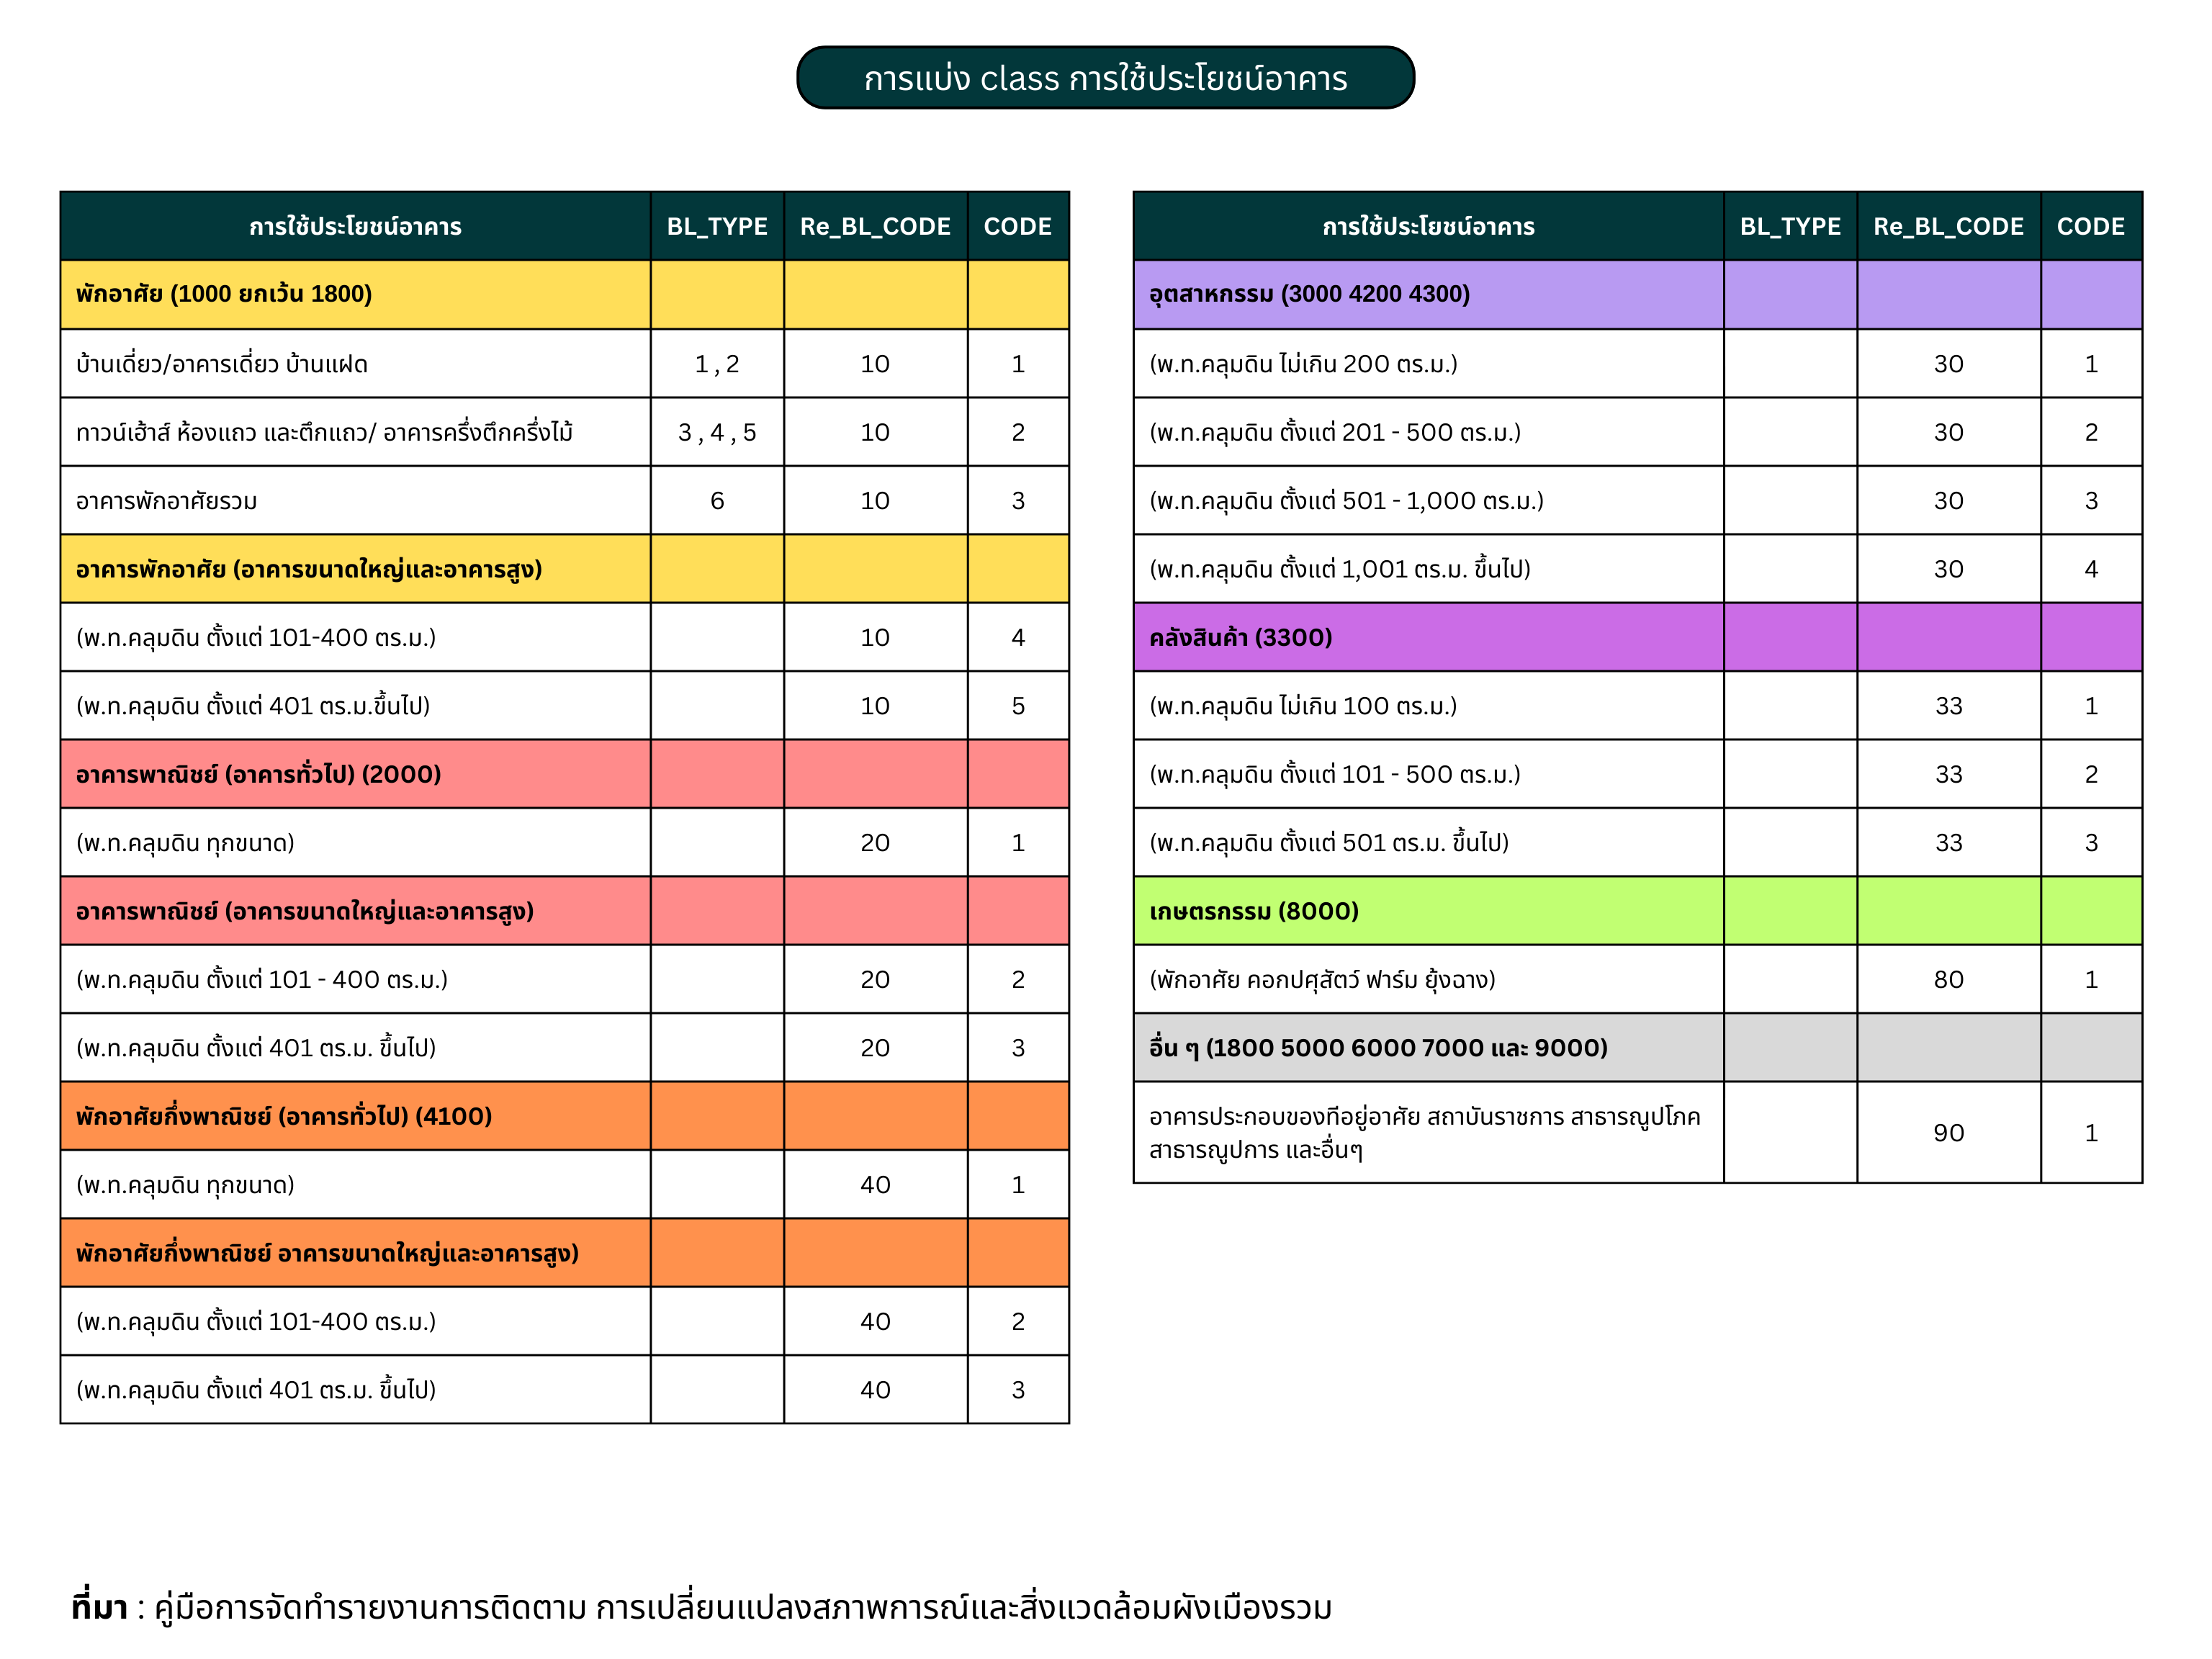 การแบ่ง class การใช้ประโยชน์อาคาร
การใช้ประโยชน์อาคาร BL_TYPE Re_BL_CODE CODE
พักอาศัย (1000 ยกเว้น 1800)
บ้านเดี่ยว/อาคารเดี่ยว บ้านแฝด 1 , 2 10 1
ทาวน์เฮ้าส์ ห้องแถว และตึกแถว/ อาคารครึ่งตึกครึ่งไม้ 3 , 4 , 5 10 2
อาคารพักอาศัยรวม 6 10 3
อาคารพักอาศัย (อาคารขนาดใหญ่และอาคารสูง)
(พ.ท.คลุมดิน ตั้งแต่ 101-400 ตร.ม.) 10 4
(พ.ท.คลุมดิน ตั้งแต่ 401 ตร.ม.ขึ้นไป) 10 5
อาคารพาณิชย์ (อาคารทั่วไป) (2000)
(พ.ท.คลุมดิน ทุกขนาด) 20 1
อาคารพาณิชย์ (อาคารขนาดใหญ่และอาคารสูง)
(พ.ท.คลุมดิน ตั้งแต่ 101 - 400 ตร.ม.) 20 2
(พ.ท.คลุมดิน ตั้งแต่ 401 ตร.ม. ขึ้นไป) 20 3
พักอาศัยกึ่งพาณิชย์ (อาคารทั่วไป) (4100)
(พ.ท.คลุมดิน ทุกขนาด) 40 1
พักอาศัยกึ่งพาณิชย์ อาคารขนาดใหญ่และอาคารสูง)
(พ.ท.คลุมดิน ตั้งแต่ 101-400 ตร.ม.) 40 2
(พ.ท.คลุมดิน ตั้งแต่ 401 ตร.ม. ขึ้นไป) 40 3
การใช้ประโยชน์อาคาร BL_TYPE Re_BL_CODE CODE
อุตสาหกรรม (3000 4200 4300)
(พ.ท.คลุมดิน ไม่เกิน 200 ตร.ม.) 30 1
(พ.ท.คลุมดิน ตั้งแต่ 201 - 500 ตร.ม.) 30 2
(พ.ท.คลุมดิน ตั้งแต่ 501 - 1,000 ตร.ม.) 30 3
(พ.ท.คลุมดิน ตั้งแต่ 1,001 ตร.ม. ขึ้นไป) 30 4
คลังสินค้า (3300)
(พ.ท.คลุมดิน ไม่เกิน 100 ตร.ม.) 33 1
(พ.ท.คลุมดิน ตั้งแต่ 101 - 500 ตร.ม.) 33 2
(พ.ท.คลุมดิน ตั้งแต่ 501 ตร.ม. ขึ้นไป) 33 3
เกษตรกรรม (8000)
(พักอาศัย คอกปศุสัตว์ ฟาร์ม ยุ้งฉาง) 80 1
อื่น ๆ (1800 5000 6000 7000 และ 9000)
อาคารประกอบของทีอยู่อาศัย สถาบันราชการ สาธารณูปโภค
สาธารณูปการ และอื่นๆ 90 1
ที่มา : คู่มือการจัดทำรายงานการติดตาม การเปลี่ยนแปลงสภาพการณ์และสิ่งแวดล้อมผังเมืองรวม